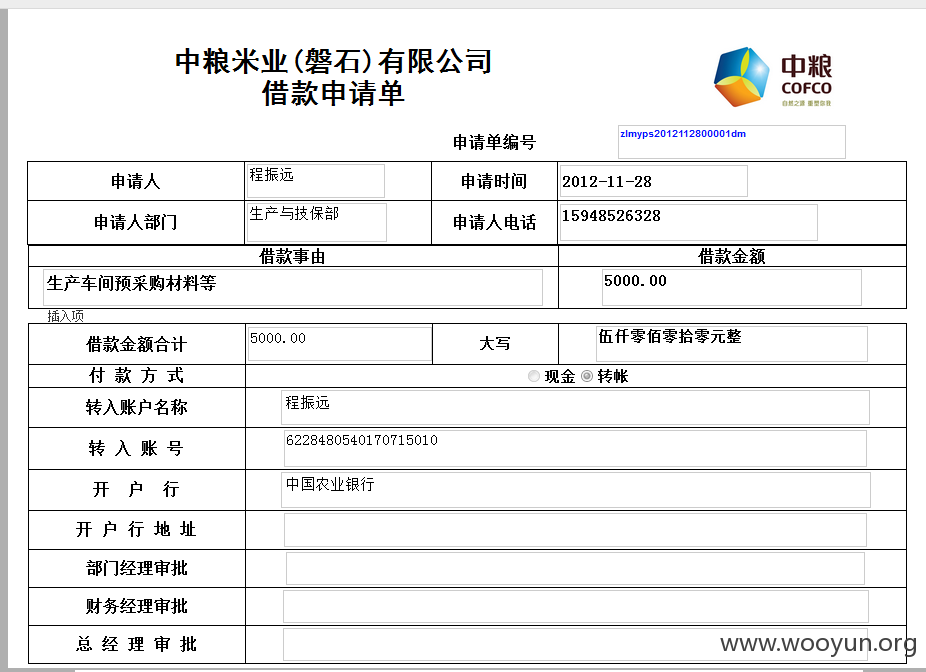 中粮米业(磐石)有限公司
借款申请单
中粮
COFCO
自然之源 重塑你我
申请单编号 zlmyps2012112800001dm
申请人 程振远 申请时间 2012-11-28
申请人部门 生产与技保部 申请人电话 15948526328
借款事由 借款金额
生产车间预采购材料等 5000.00
插入项
借款金额合计 5000.00 大写 伍仟零佰零拾零元整
付 款 方 式 现金 转帐
转入账户名称 程振远
转 入 账 号 6228480540170715010
开 户 行 中国农业银行
开 户 行 地 址
部门经理审批
财务经理审批
总 经 理 审 批
www.wooyun.org